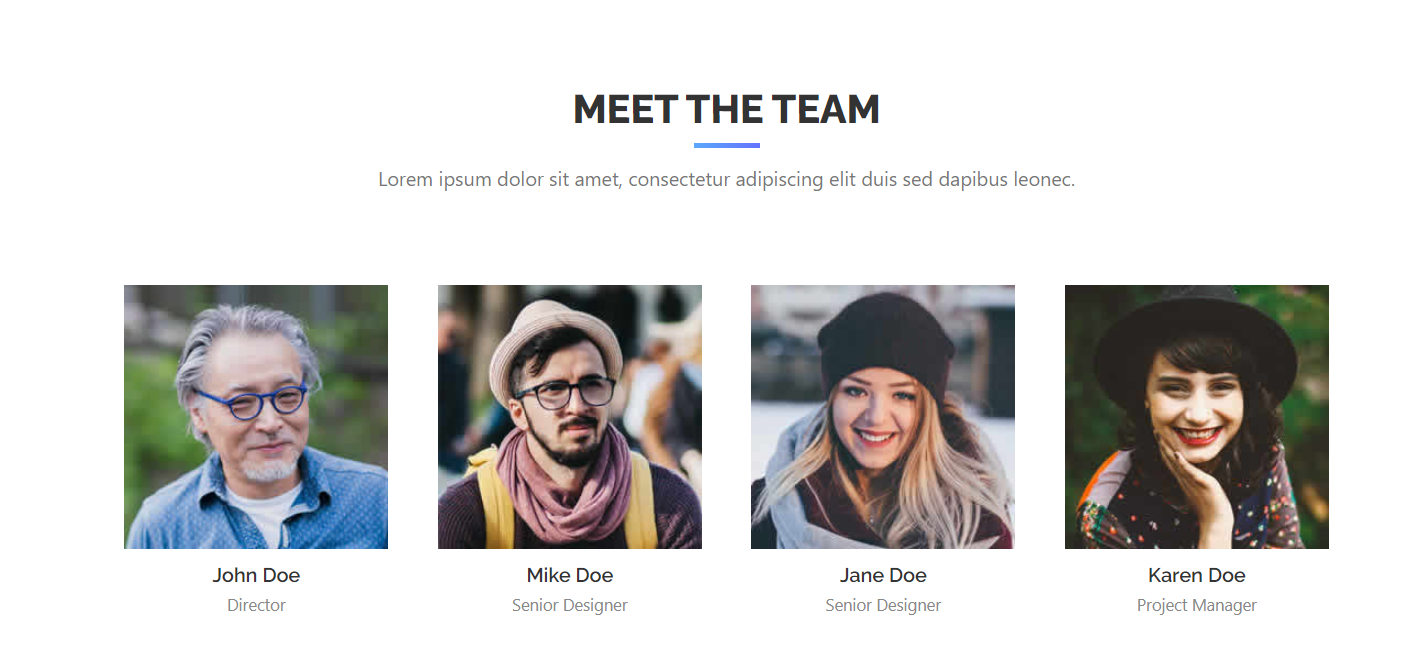 MEET THE TEAM
Lorem ipsum dolor sit amet, consectetur adipiscing elit duis sed dapibus leonec.
John Doe
Director
Mike Doe
Senior Designer
Jane Doe
Senior Designer
Karen Doe
Project Manager